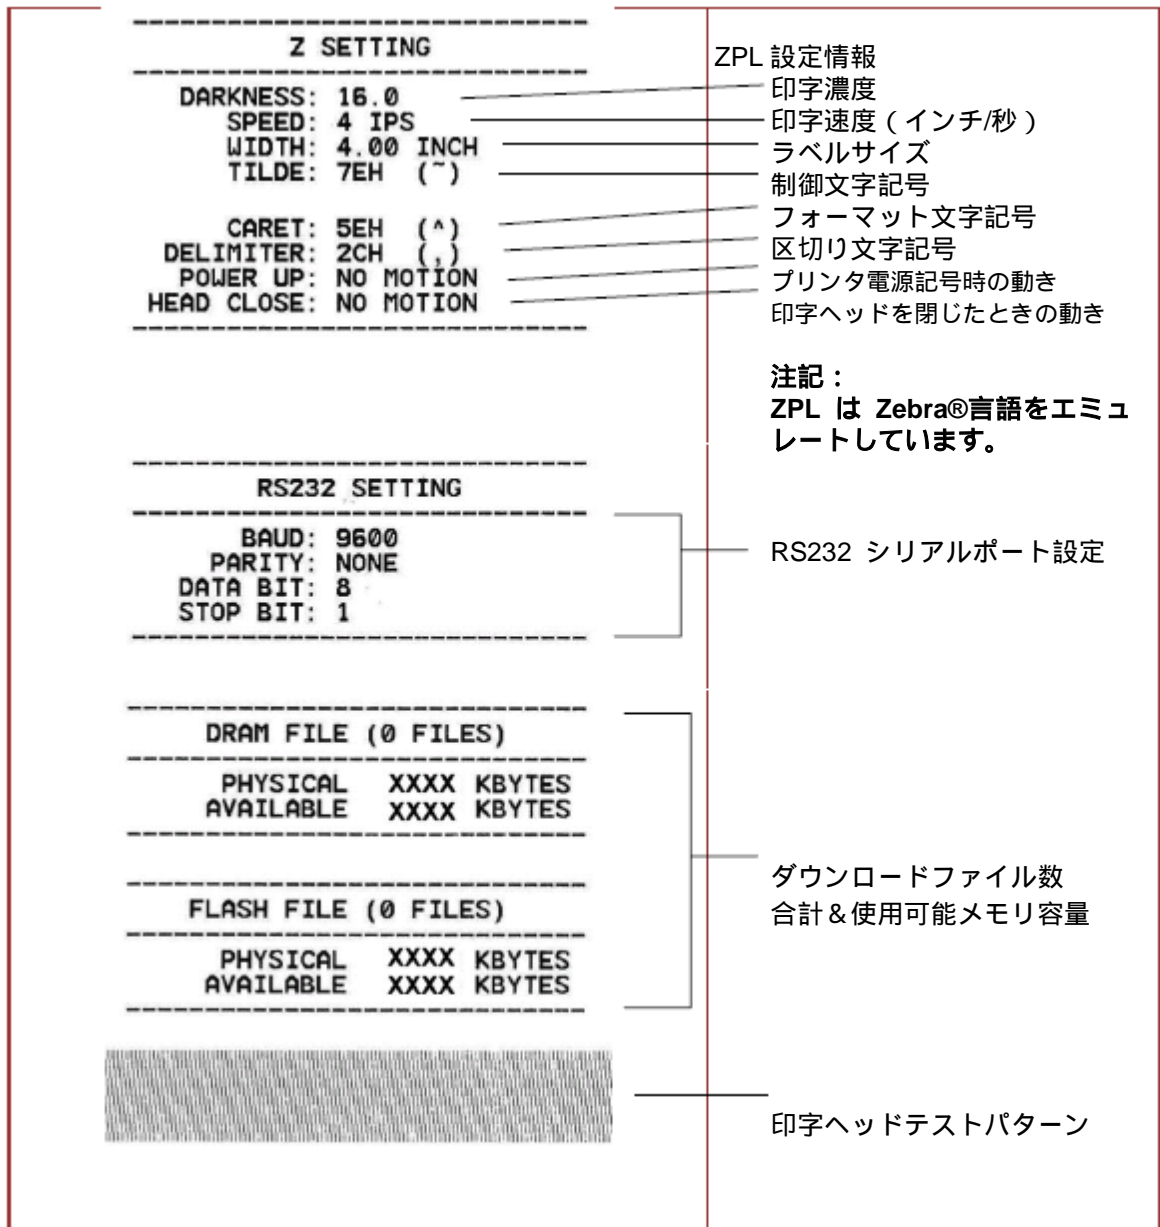 Z SETTING
DARKNESS: 16.0
SPEED: 4 IPS
WIDTH: 4.00 INCH
TILDE: 7EH (~)
CARET: 5EH (^)
DELIMITER: 2CH (,)
POWER UP: NO MOTION
HEAD CLOSE: NO MOTION
ZPL 設定情報
印字濃度
印字速度（インチ/秒）
ラベルサイズ
制御文字記号
フォーマット文字記号
区切り文字記号
プリンタ電源記号時の動き
印字ヘッドを閉じたときの動き
注記：
ZPL は Zebra®言語をエミュ
レートしています。
RS232 SETTING
BAUD: 9600
PARITY: NONE
DATA BIT: 8
STOP BIT: 1
RS232 シリアルポート設定
DRAM FILE (0 FILES)
PHYSICAL XXXX KBYTES
AVAILABLE XXXX KBYTES
FLASH FILE (0 FILES)
PHYSICAL XXXX KBYTES
AVAILABLE XXXX KBYTES
ダウンロードファイル数
合計＆使用可能メモリ容量
印字ヘッドテストパターン